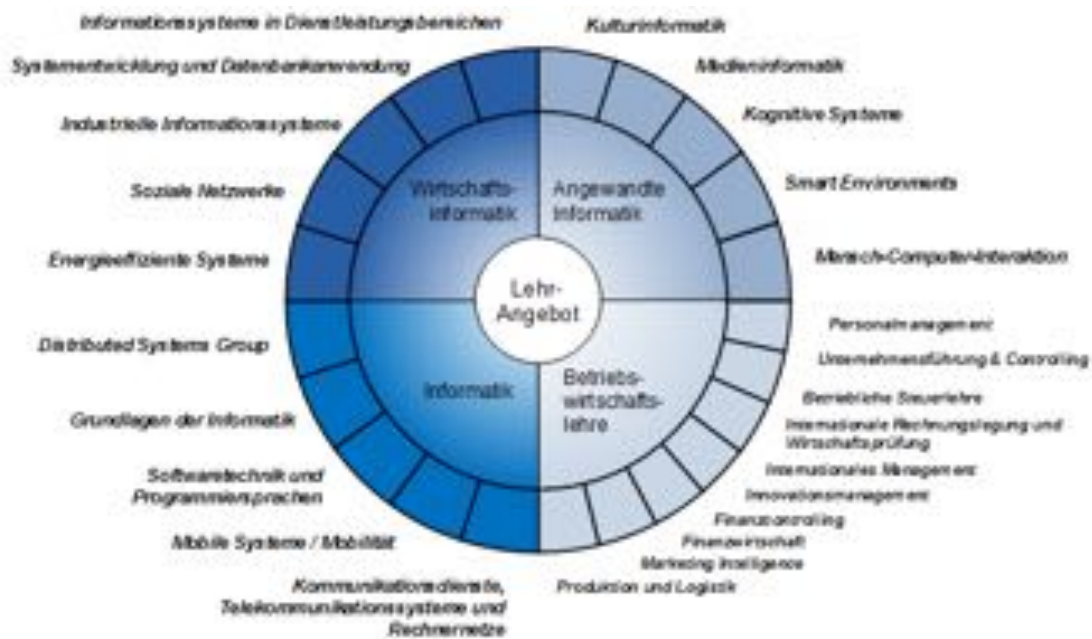 Informationssysteme in Dienstleistungsbereichen
Systementwicklung und Datenbankanwendung
Industrielle Informationssysteme
Soziale Netzwerke
Energieeffiziente Systeme
Distributed Systems Group
Grundlagen der Informatik
Softwaretechnik und
Programmiersprachen
Mobile Systeme / Mobilität
Kommunikationsdienste,
Telekommunikationssysteme und
Rechnernetze
Kulturinformatik
Medieninformatik
Kognitive Systeme
Smart Environments
Mensch-Computer-Interaktion
Personalmanagement
Unternehmensführung & Controlling
Betriebliche Steuerlehre
Internationale Rechnungslegung und
Wirtschaftsprüfung
Internationales Management
Innovationsmanagement
Finanzcontrolling
Finanzwirtschaft
Marketing Intelligence
Produktion und Logistik
Wirtschafts-
informatik
Angewandte
Informatik
Lehr-
Angebot
Informatik
Betriebs-
wirtschafts-
lehre